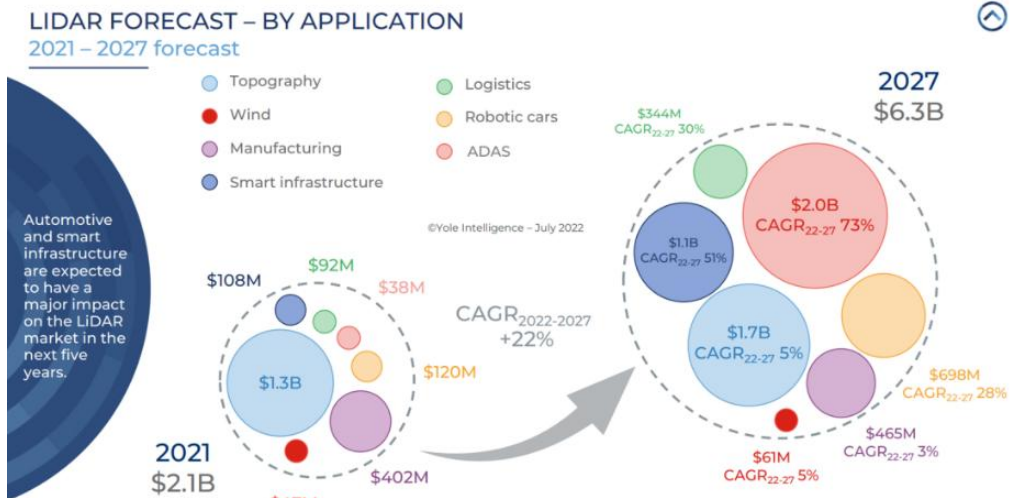 LIDAR FORECAST – BY APPLICATION
2021 – 2027 forecast
Topography
Wind
Manufacturing
Smart infrastructure
Logistics
Robotic cars
ADAS
©Yole Intelligence – July 2022
Automotive
and smart
infrastructure
are expected
to have a
major impact
on the LiDAR
market in the
next five
years.
2021
$2.1B
$108M
$92M
$38M
$120M
$1.3B
$402M
CAGR2022-2027
+22%
2027
$6.3B
$344M
CAGR22-27 30%
$2.0B
CAGR22-27 73%
$1.1B
CAGR22-27 51%
$1.7B
CAGR22-27 5%
$698M
CAGR22-27 28%
$465M
CAGR22-27 3%
$61M
CAGR22-27 5%